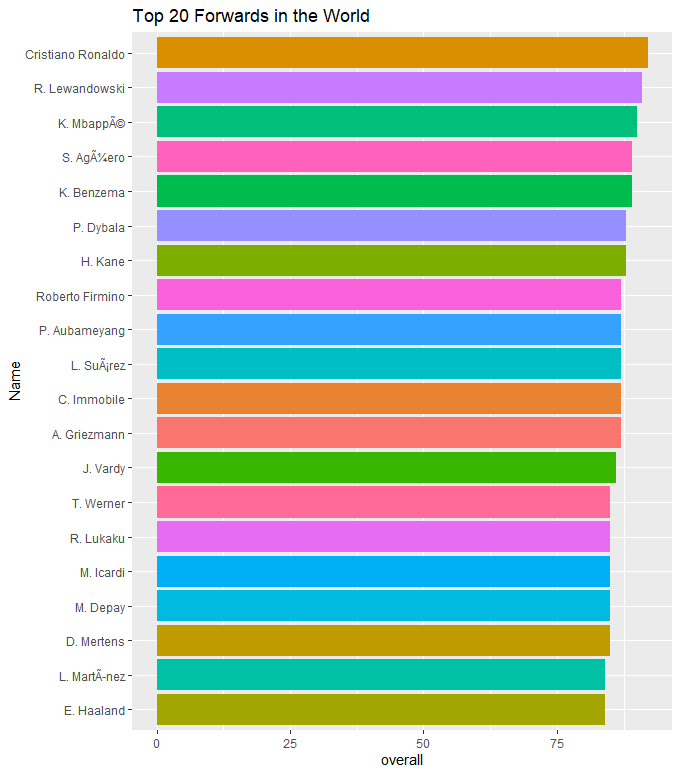 Top 20 Forwards in the World
Cristiano Ronaldo
R. Lewandowski
K. MbappÃ©
S. AgÃ¼ero
K. Benzema
P. Dybala
H. Kane
Roberto Firmino
P. Aubameyang
L. SuÃ¡rez
C. Immobile
A. Griezmann
J. Vardy
T. Werner
R. Lukaku
M. Icardi
M. Depay
D. Mertens
L. MartÃ-nez
E. Haaland
Name
0 25 50 75
overall